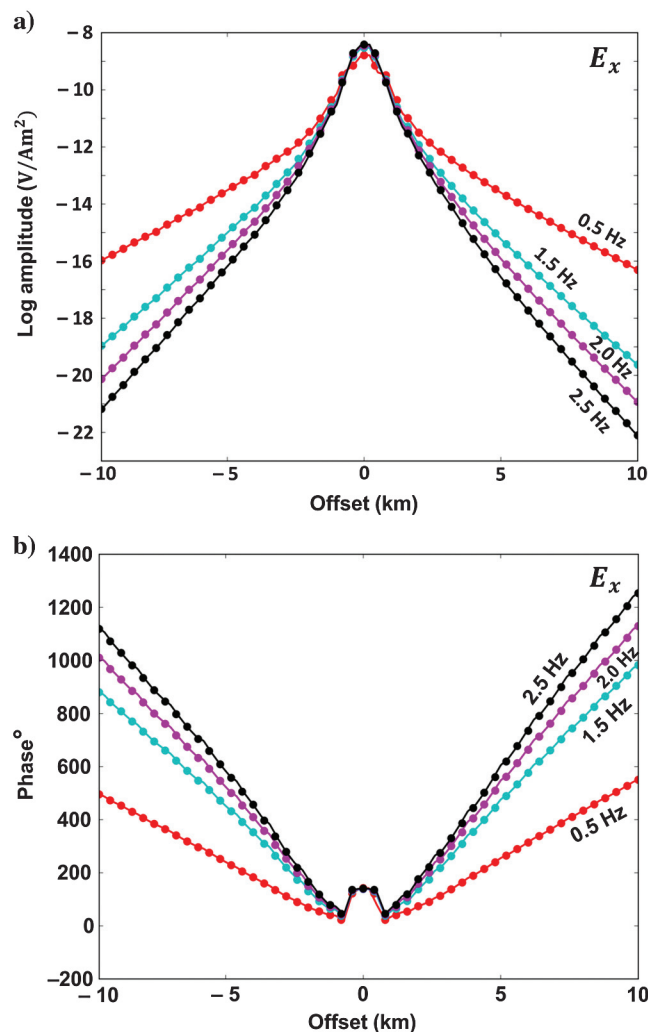 a)
Log amplitude (V/Am²)
−8
−10
−12
−14
−16
−18
−20
−22
Eₓ
0.5 Hz
1.5 Hz
2.0 Hz
2.5 Hz
−10
−5
0
5
10
Offset (km)
b)
Phase°
1400
1200
1000
800
600
400
200
0
−200
Eₓ
2.5 Hz
2.0 Hz
1.5 Hz
0.5 Hz
−10
−5
0
5
10
Offset (km)